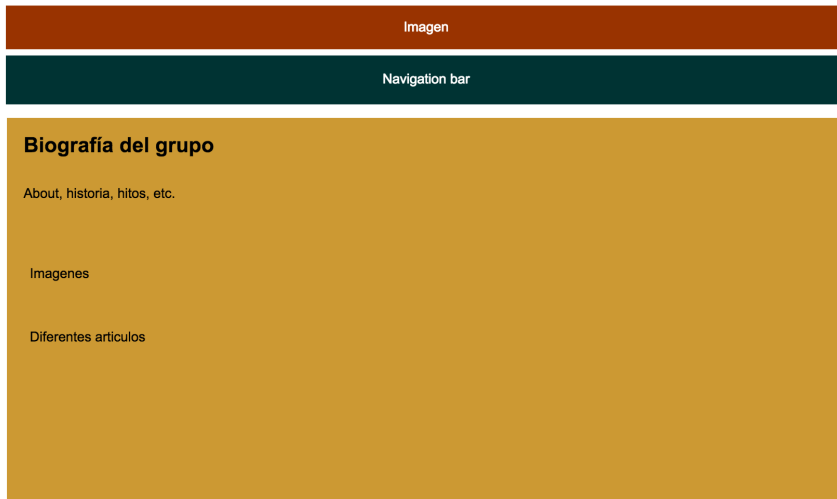 Imagen
Navigation bar
Biografía del grupo
About, historia, hitos, etc.
Imagenes
Diferentes articulos